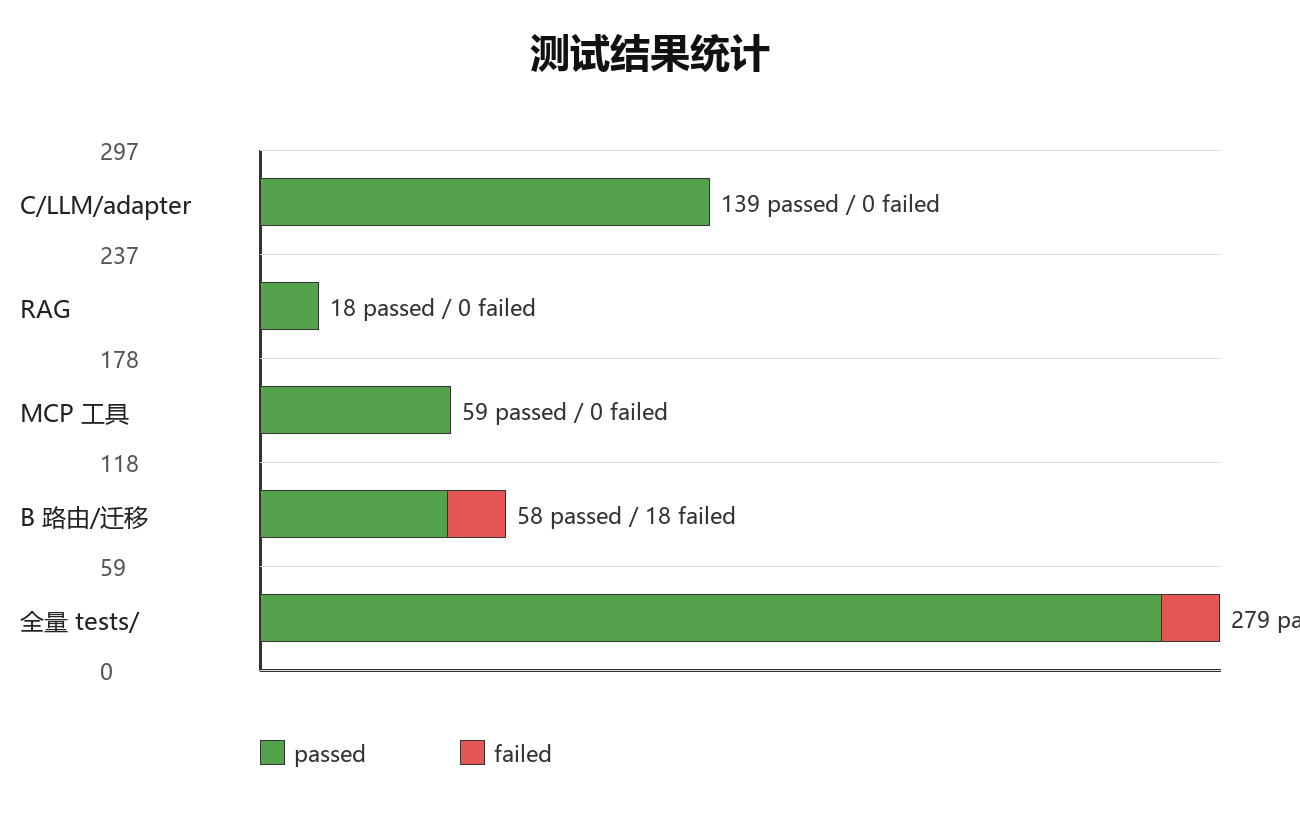 测试结果统计
297
C/LLM/adapter
139 passed / 0 failed
237
RAG
18 passed / 0 failed
178
MCP 工具
59 passed / 0 failed
118
B 路由/迁移
58 passed / 18 failed
59
全量 tests/
279 pa
0
passed
failed